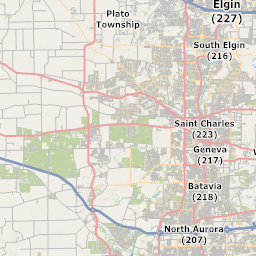 Elgin
(227)
Plato
Township
South Elgin
(216)
Saint Charles
(223)
Geneva
(217)
Batavia
(218)
North Aurora
(207)